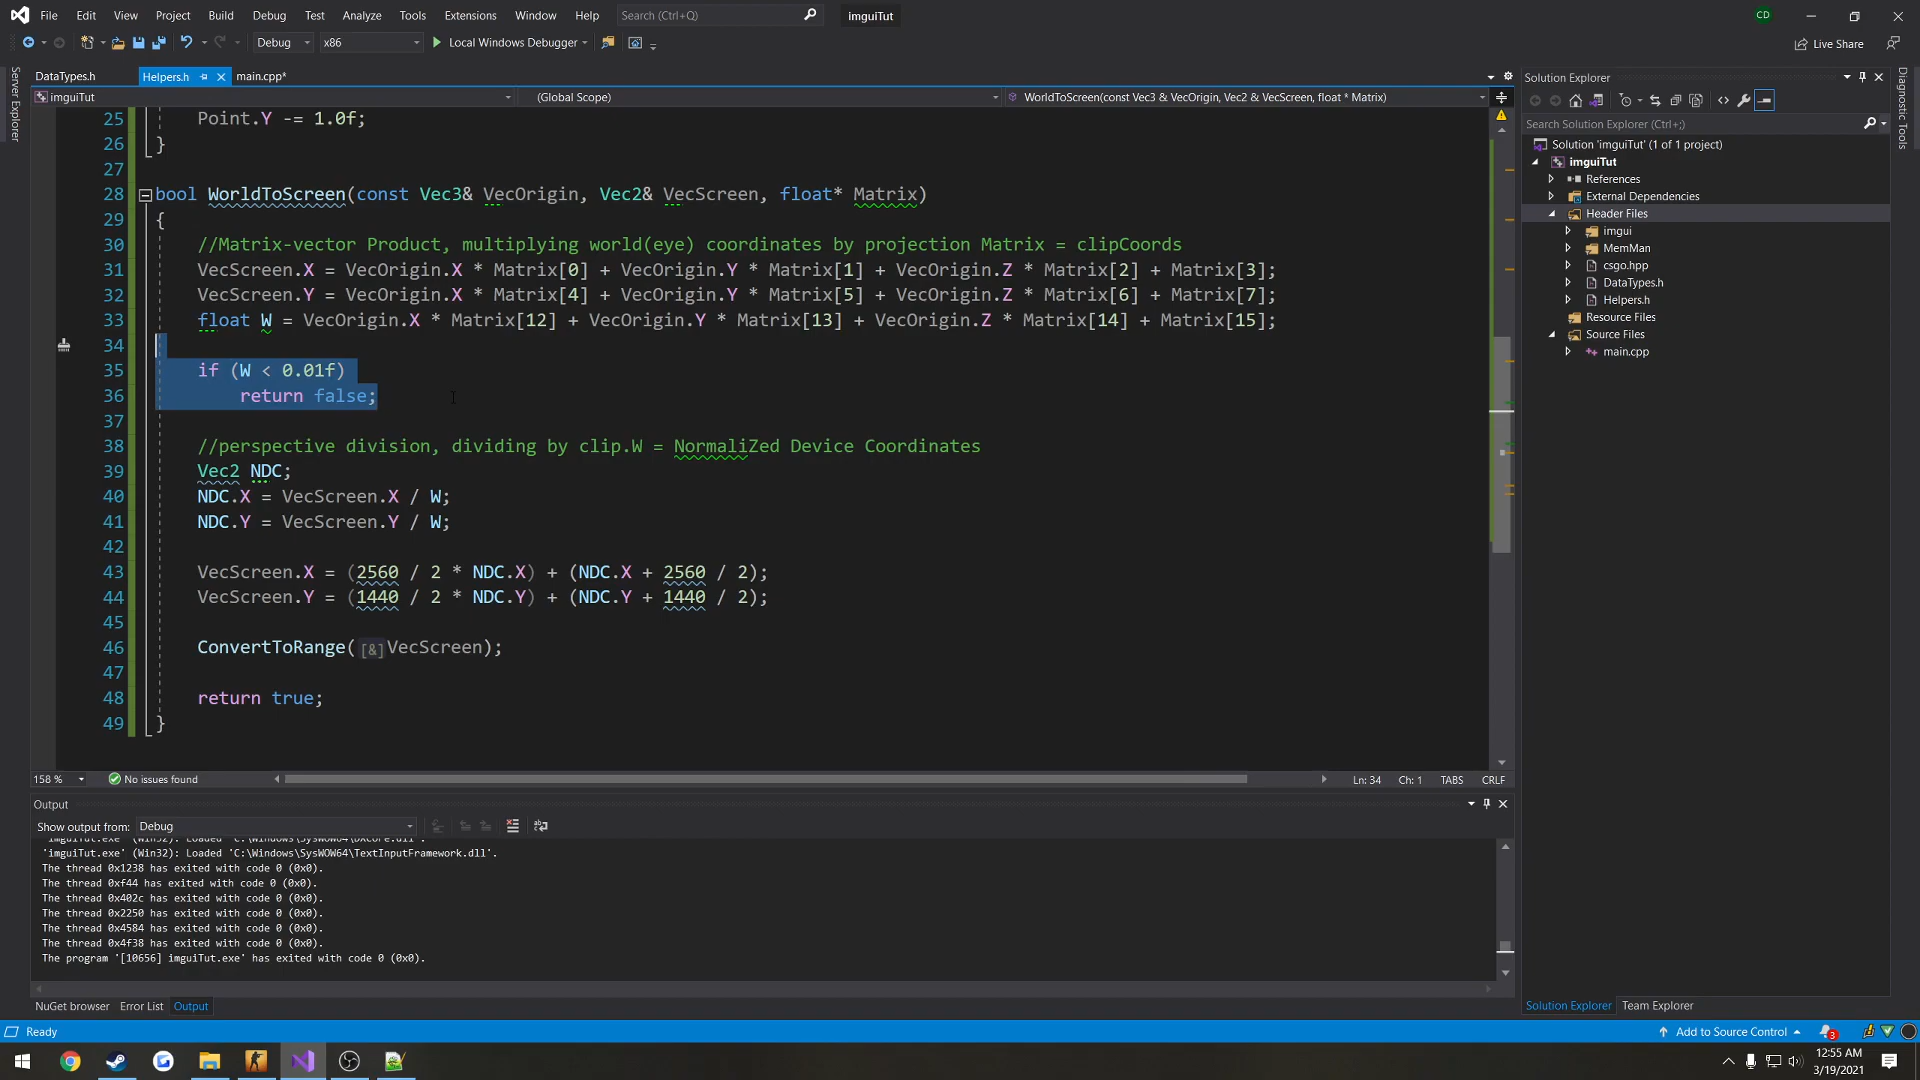 File Edit View Project Build Debug Test Analyze Tools Extensions Window Help Search (Ctrl+Q) imguiTut CD
Debug x86 Local Windows Debugger Live Share
DataTypes.h Helpers.h main.cpp*
imguiTut (Global Scope) WorldToScreen(const Vec3 & VecOrigin, Vec2 & VecScreen, float * Matrix)
Server Explorer
25 Point.Y -= 1.0f;
26 }
27
28 bool WorldToScreen(const Vec3& VecOrigin, Vec2& VecScreen, float* Matrix)
29 {
30 //Matrix-vector Product, multiplying world(eye) coordinates by projection Matrix = clipCoords
31 VecScreen.X = VecOrigin.X * Matrix[0] + VecOrigin.Y * Matrix[1] + VecOrigin.Z * Matrix[2] + Matrix[3];
32 VecScreen.Y = VecOrigin.X * Matrix[4] + VecOrigin.Y * Matrix[5] + VecOrigin.Z * Matrix[6] + Matrix[7];
33 float W = VecOrigin.X * Matrix[12] + VecOrigin.Y * Matrix[13] + VecOrigin.Z * Matrix[14] + Matrix[15];
34
35 if (W < 0.01f)
36 return false;
37
38 //perspective division, dividing by clip.W = NormaliZed Device Coordinates
39 Vec2 NDC;
40 NDC.X = VecScreen.X / W;
41 NDC.Y = VecScreen.Y / W;
42
43 VecScreen.X = (2560 / 2 * NDC.X) + (NDC.X + 2560 / 2);
44 VecScreen.Y = (1440 / 2 * NDC.Y) + (NDC.Y + 1440 / 2);
45
46 ConvertToRange([&]VecScreen);
47
48 return true;
49 }
158 % No issues found Ln: 34 Ch: 1 TABS CRLF
Output
Show output from: Debug
'imguiTut.exe' (Win32): Loaded 'C:\Windows\SysWOW64\DXCore.dll'.
'imguiTut.exe' (Win32): Loaded 'C:\Windows\SysWOW64\TextInputFramework.dll'.
The thread 0x1238 has exited with code 0 (0x0).
The thread 0xf44 has exited with code 0 (0x0).
The thread 0x402c has exited with code 0 (0x0).
The thread 0x2250 has exited with code 0 (0x0).
The thread 0x4584 has exited with code 0 (0x0).
The thread 0x4f38 has exited with code 0 (0x0).
The program '[10656] imguiTut.exe' has exited with code 0 (0x0).
NuGet browser Error List Output
Solution Explorer
Search Solution Explorer (Ctrl+;)
Solution 'imguiTut' (1 of 1 project)
imguiTut
References
External Dependencies
Header Files
imgui
MemMan
csgo.hpp
DataTypes.h
Helpers.h
Resource Files
Source Files
main.cpp
Solution Explorer Team Explorer
Diagnostic Tools
Ready Add to Source Control 3
12:55 AM
3/19/2021